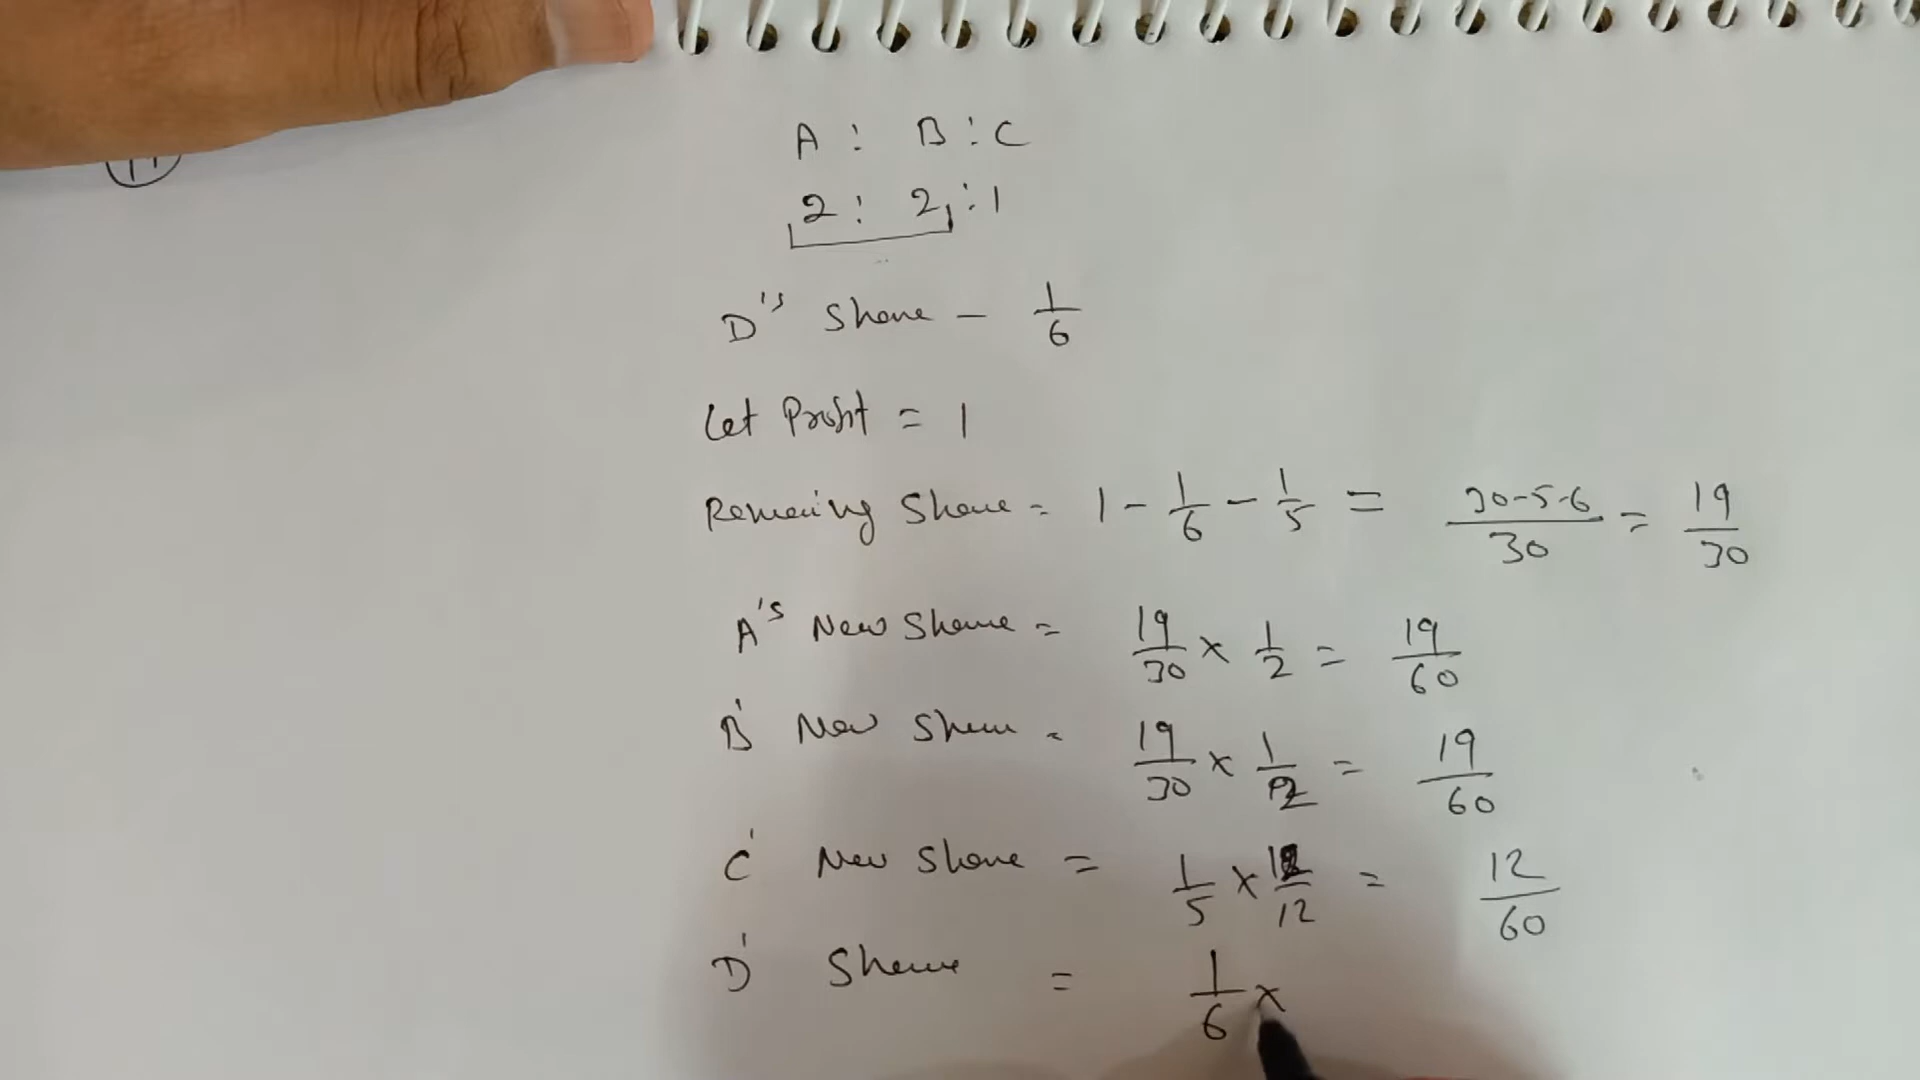 A : B : C
2 : 2 : 1
D's Share - 1/6
Let Profit = 1
Remaining Share = 1 - 1/6 - 1/5 = 30-5-6/30 = 19/30
A's New Share = 19/30 x 1/2 = 19/60
B' New Share = 19/30 x 1/2 = 19/60
C' New Share = 1/5 x 12/12 = 12/60
D' Share = 1/6 x